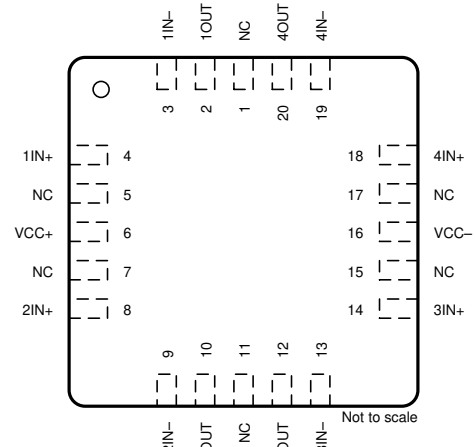 1IN–
1OUT
NC
4OUT
4IN–
3
2
1
20
19
1IN+ 4
NC 5
VCC+ 6
NC 7
2IN+ 8
18 4IN+
17 NC
16 VCC–
15 NC
14 3IN+
9
10
11
12
13
NC
Not to scale